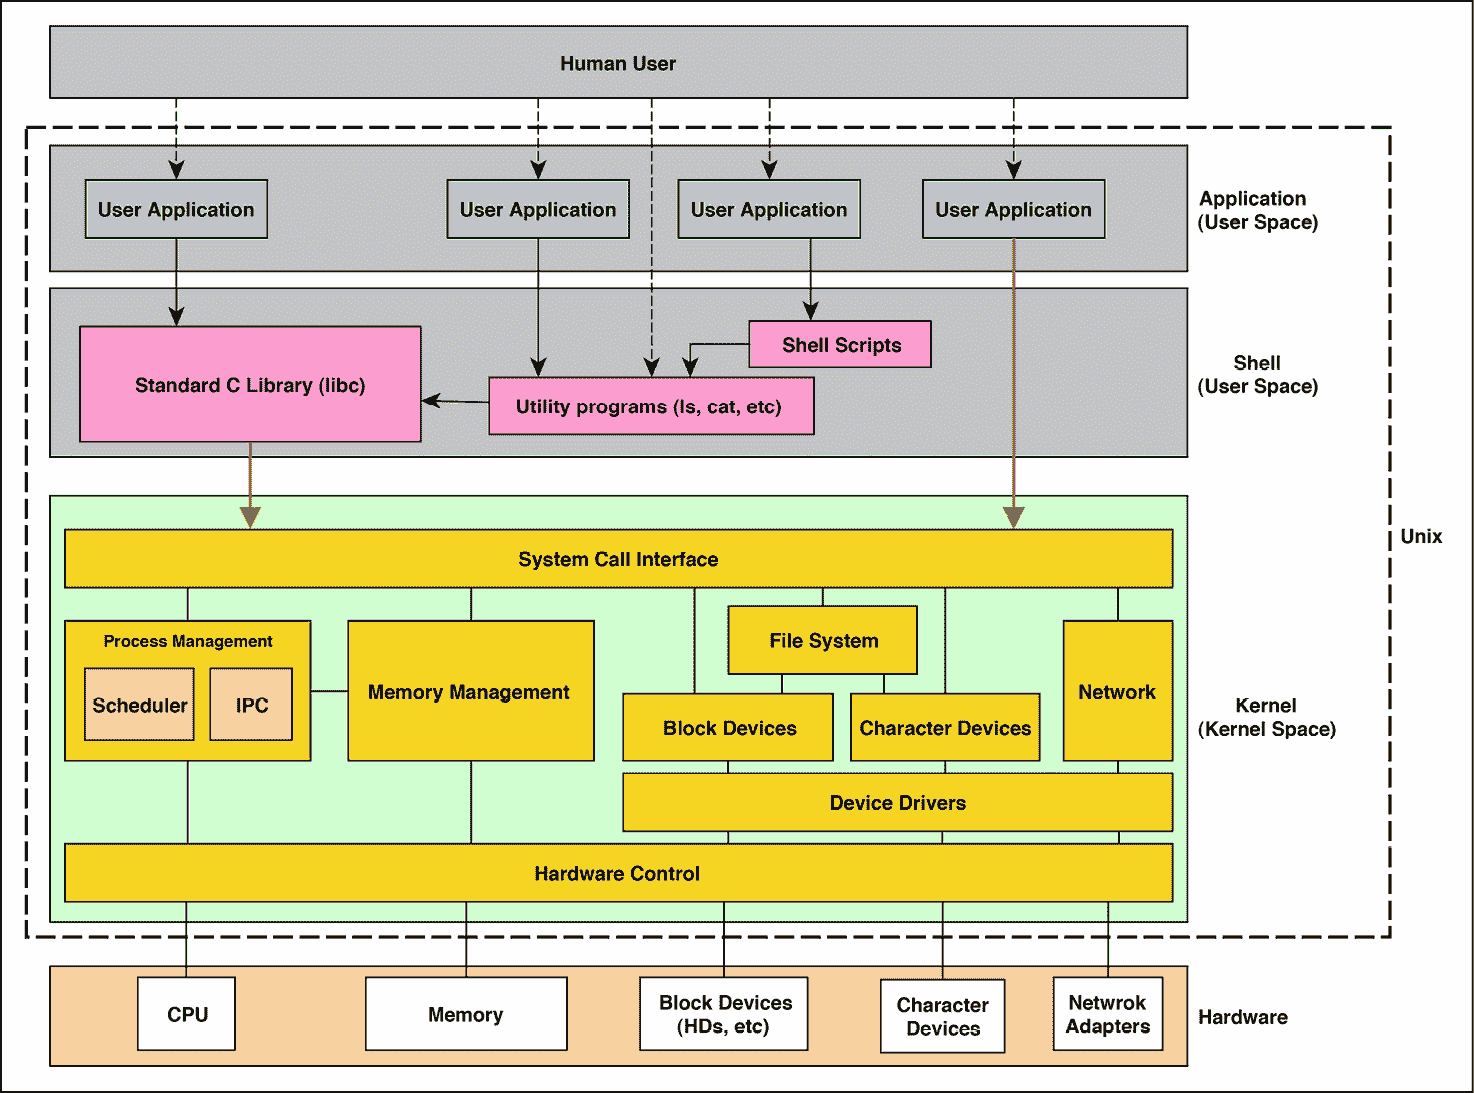 Human User
User Application
User Application
User Application
User Application
Application
(User Space)
Standard C Library (libc)
Utility programs (ls, cat, etc)
Shell Scripts
Shell
(User Space)
System Call Interface
Process Management
Scheduler
IPC
Memory Management
File System
Block Devices
Character Devices
Network
Device Drivers
Hardware Control
Kernel
(Kernel Space)
Unix
CPU
Memory
Block Devices
(HDs, etc)
Character
Devices
Netwrok
Adapters
Hardware